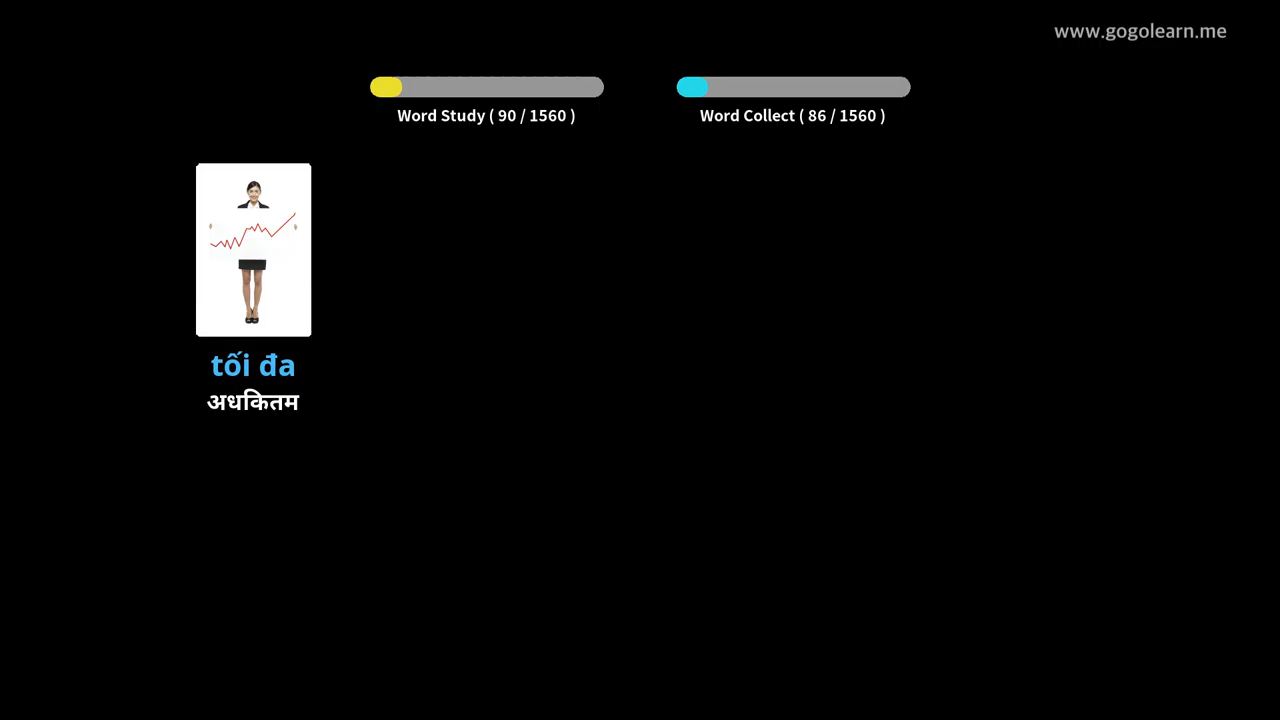 www.gogolearn.me
Word Study ( 90 / 1560 )
Word Collect ( 86 / 1560 )
tối đa
अधकितम